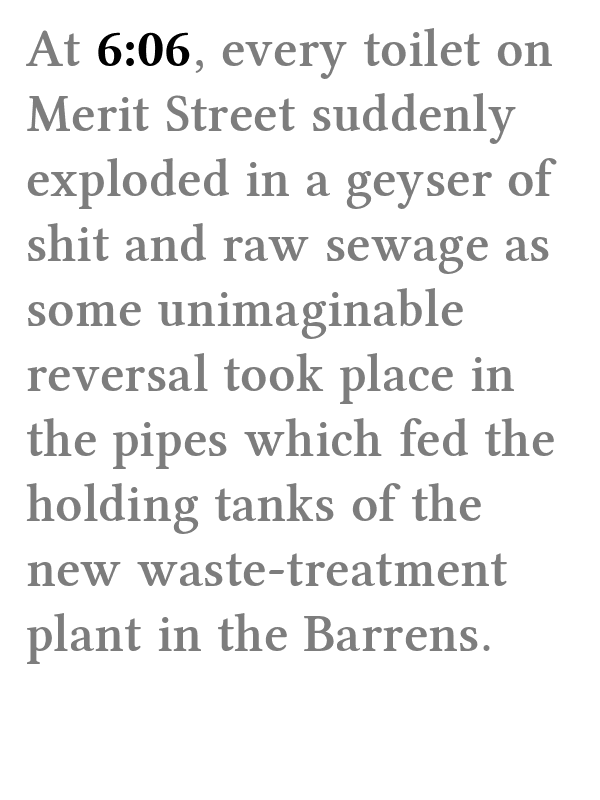 At 6:06, every toilet on
Merit Street suddenly
exploded in a geyser of
shit and raw sewage as
some unimaginable
reversal took place in
the pipes which fed the
holding tanks of the
new waste-treatment
plant in the Barrens.